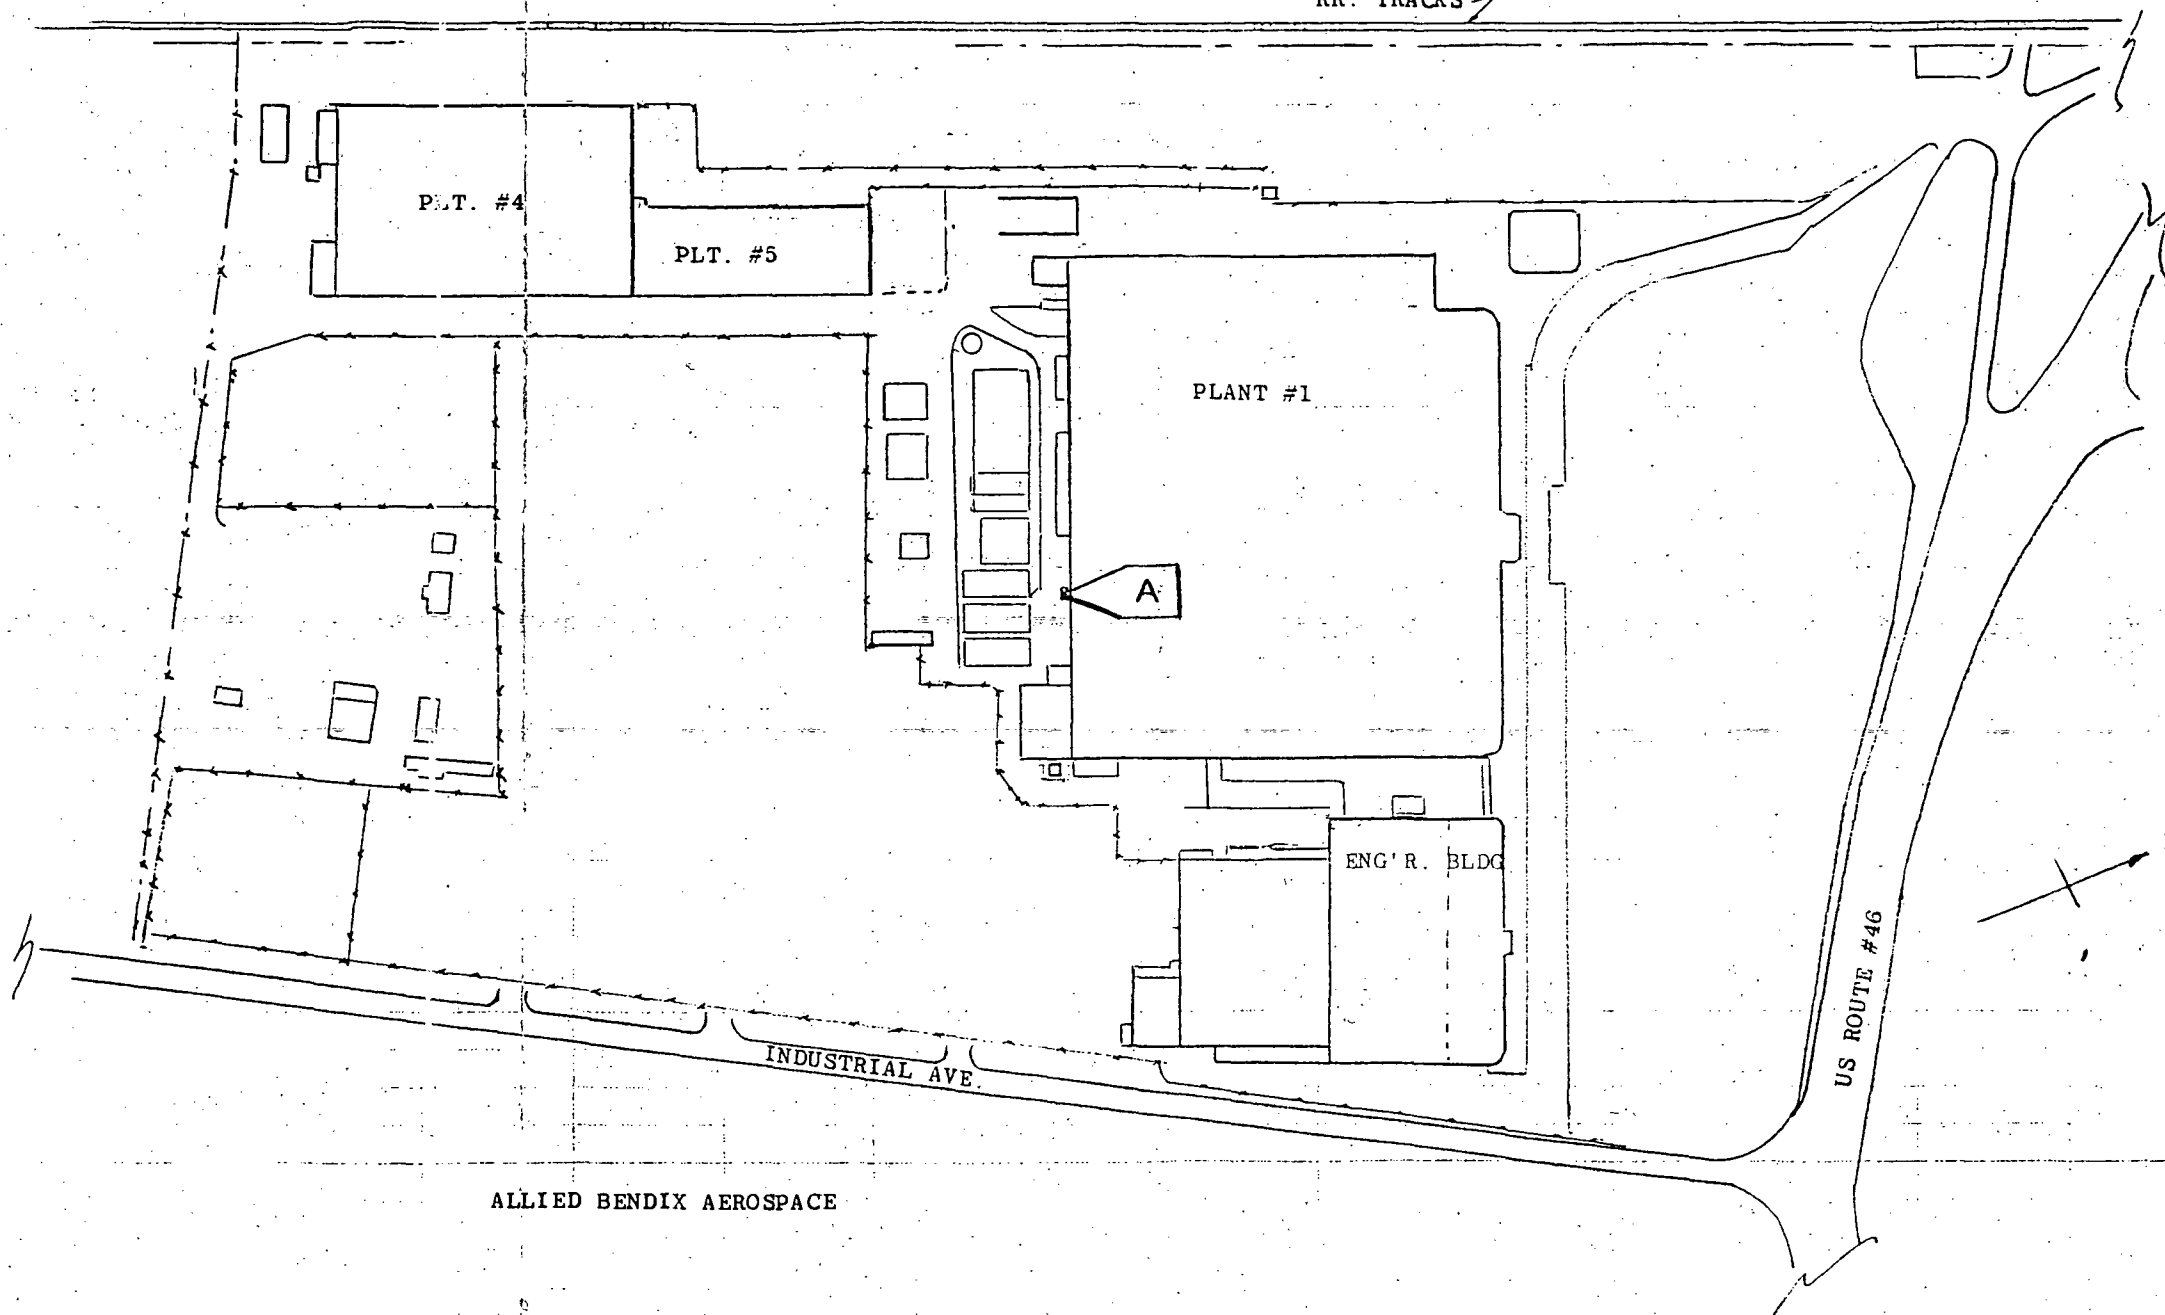 RR. TRACKS
PLT. #4
PLT. #5
PLANT #1
A
ENG'R. BLDG
US ROUTE #46
INDUSTRIAL AVE.
ALLIED BENDIX AEROSPACE